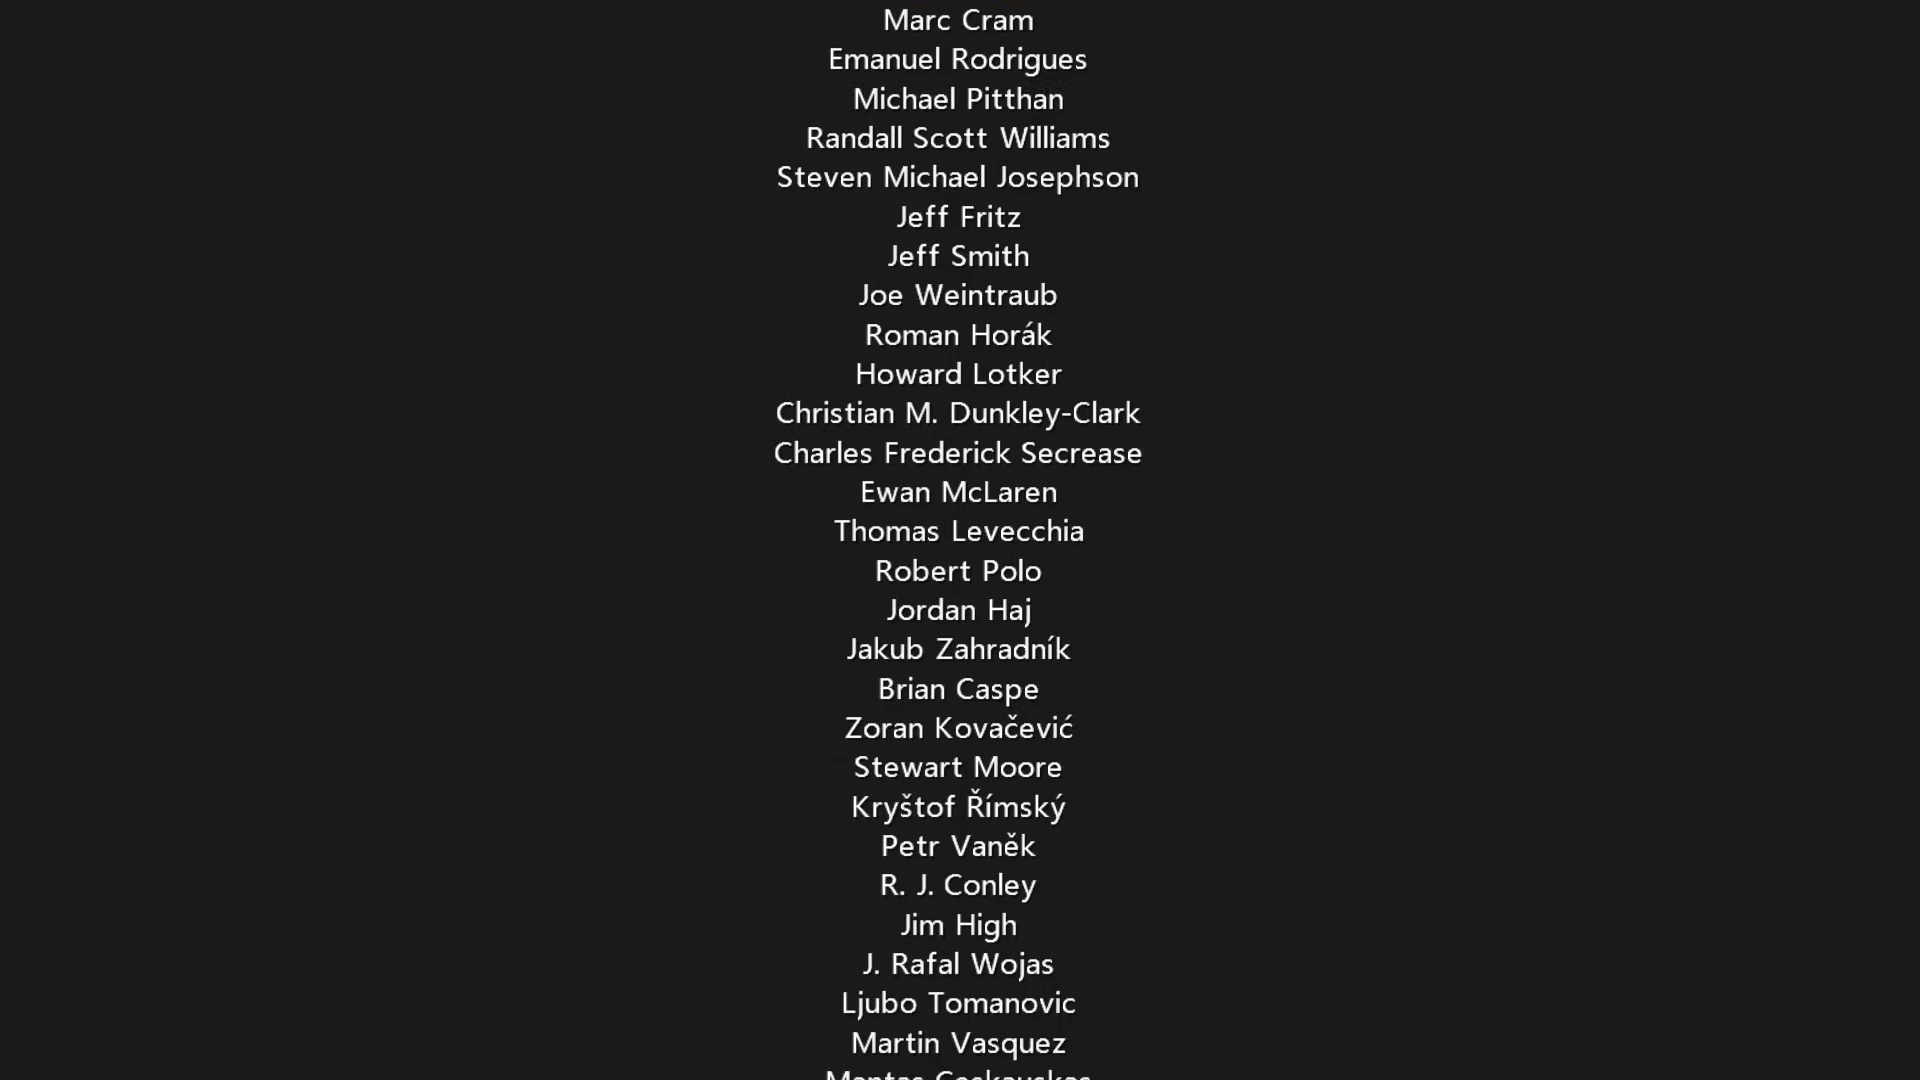 Marc Cram
Emanuel Rodrigues
Michael Pitthan
Randall Scott Williams
Steven Michael Josephson
Jeff Fritz
Jeff Smith
Joe Weintraub
Roman Horák
Howard Lotker
Christian M. Dunkley-Clark
Charles Frederick Secrease
Ewan McLaren
Thomas Levecchia
Robert Polo
Jordan Haj
Jakub Zahradník
Brian Caspe
Zoran Kovačević
Stewart Moore
Kryštof Římský
Petr Vaněk
R. J. Conley
Jim High
J. Rafal Wojas
Ljubo Tomanovic
Martin Vasquez